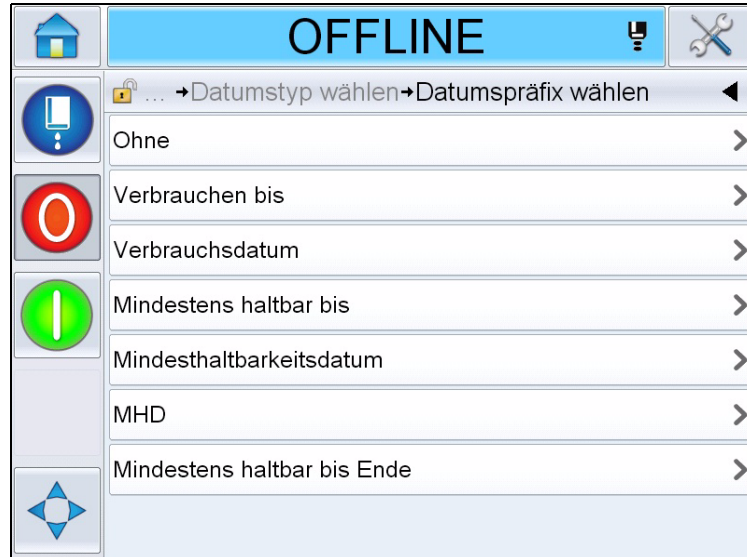 OFFLINE
... →Datumstyp wählen→Datumspräfix wählen
Ohne
Verbrauchen bis
Verbrauchsdatum
Mindestens haltbar bis
Mindesthaltbarkeitsdatum
MHD
Mindestens haltbar bis Ende